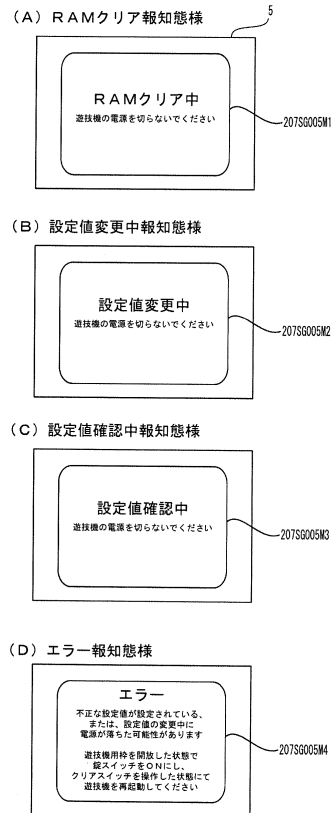 (A) RAMクリア報知態様
5
RAMクリア中
遊技機の電源を切らないでください
207SG005M1
(B) 設定値変更中報知態様
設定値変更中
遊技機の電源を切らないでください
207SG005M2
(C) 設定値確認中報知態様
設定値確認中
遊技機の電源を切らないでください
207SG005M3
(D) エラー報知態様
エラー
不正な設定値が設定されている、
または、設定値の変更中に
電源が落ちた可能性があります
遊技機用枠を開放した状態で
錠スイッチをONにし、
クリアスイッチを操作した状態にて
遊技機を再起動してください
207SG005M4